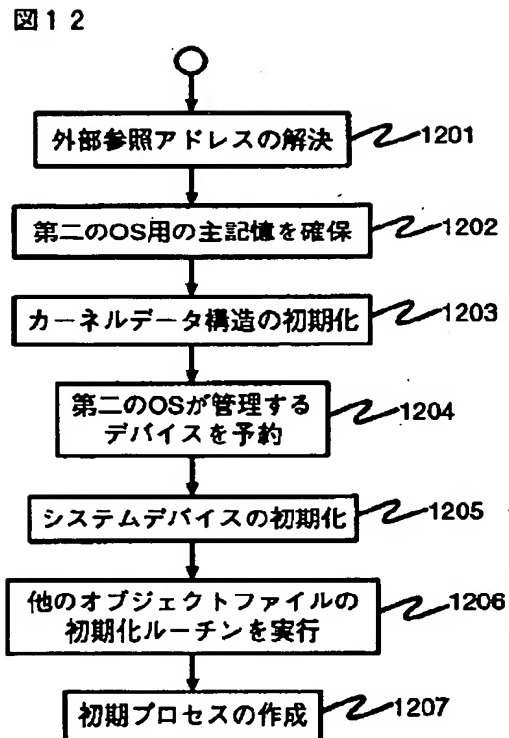 図12
外部参照アドレスの解決
1201
第二のOS用の主記憶を確保
1202
カーネルデータ構造の初期化
1203
第二のOSが管理する
デバイスを予約
1204
システムデバイスの初期化
1205
他のオブジェクトファイルの
初期化ルーチンを実行
1206
初期プロセスの作成
1207